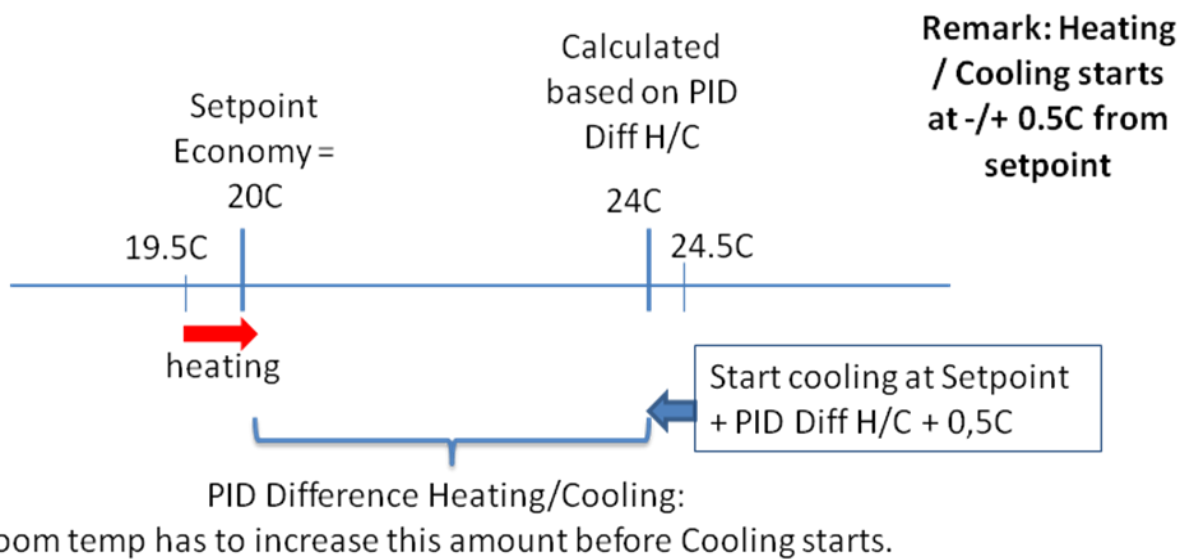 Remark: Heating
/ Cooling starts
at -/+ 0.5C from
setpoint
Calculated
based on PID
Diff H/C
24C
Setpoint
Economy =
20C
19.5C
24.5C
heating
Start cooling at Setpoint
+ PID Diff H/C + 0,5C
PID Difference Heating/Cooling:
oom temp has to increase this amount before Cooling starts.